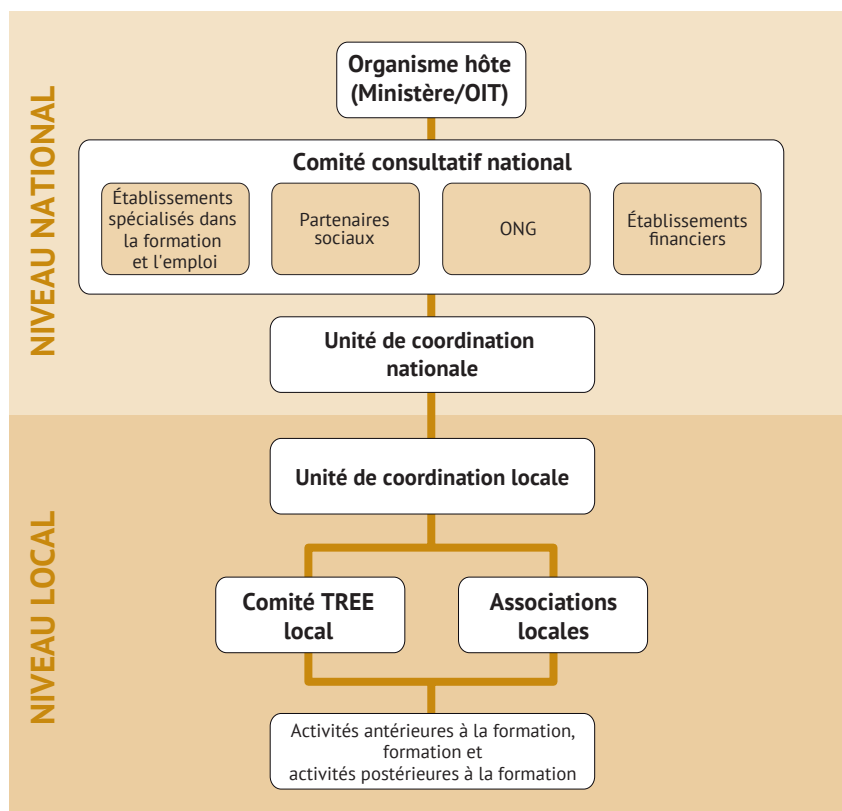 NIVEAU NATIONAL
Organisme hôte
(Ministère/OIT)
Comité consultatif national
Établissements
spécialisés dans
la formation
et l'emploi
Partenaires
sociaux
ONG
Établissements
financiers
Unité de coordination
nationale
NIVEAU LOCAL
Unité de coordination locale
Comité TREE
local
Associations
locales
Activités antérieures à la formation,
formation et
activités postérieures à la formation